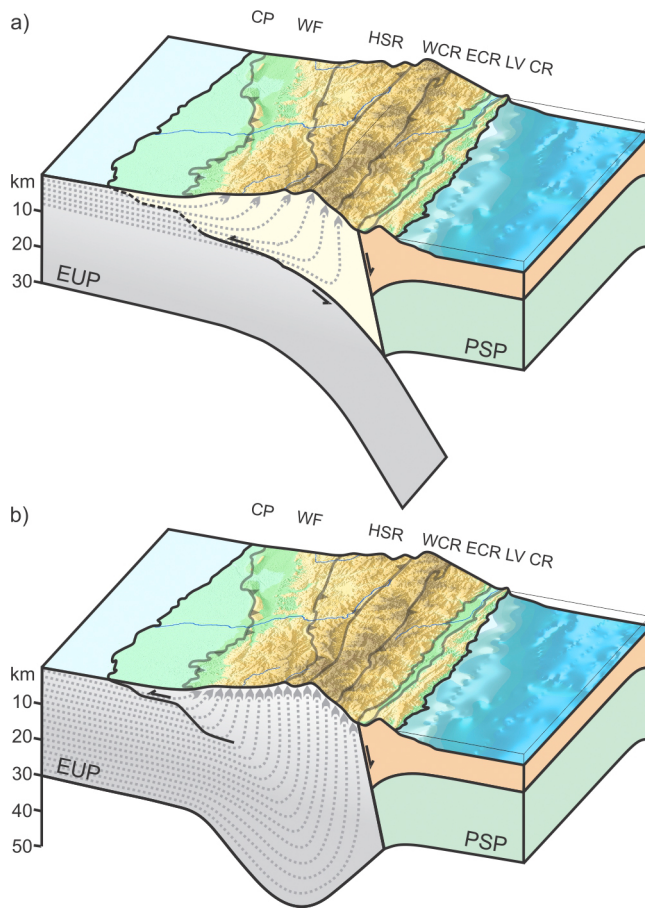 a)
CP WF HSR WCR ECR LV CR
km
10
20
30
EUP
PSP
b)
CP WF HSR WCR ECR LV CR
km
10
20
30
40
50
EUP
PSP